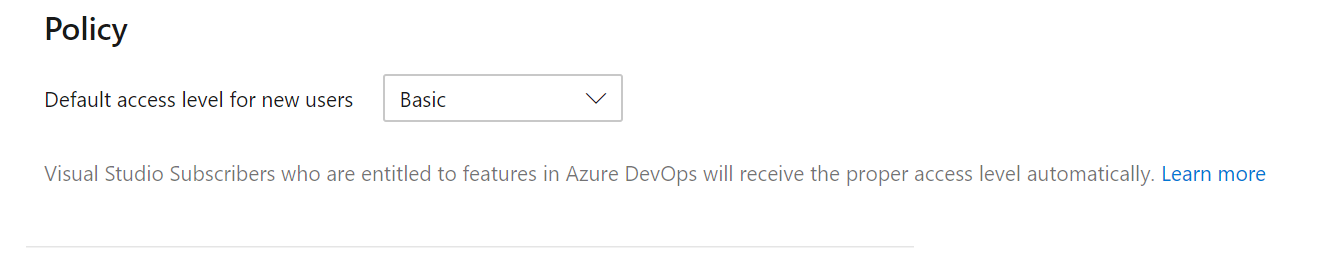 Policy
Default access level for new users Basic
Visual Studio Subscribers who are entitled to features in Azure DevOps will receive the proper access level automatically. Learn more